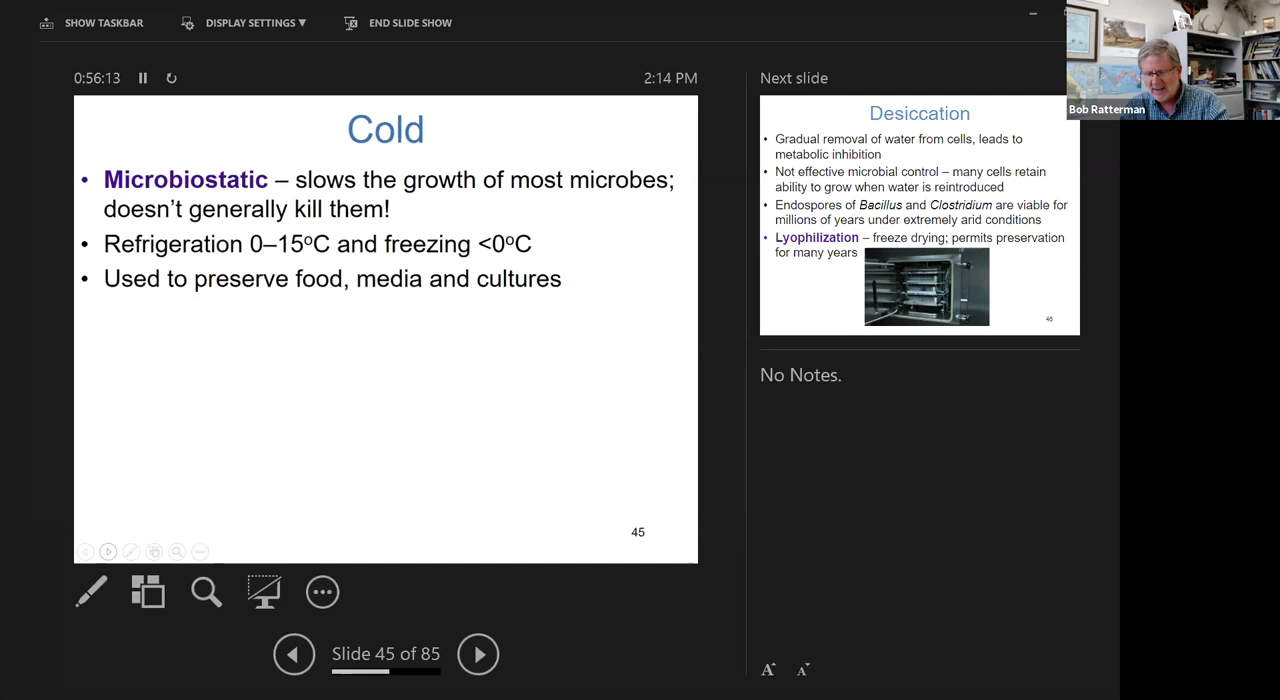 SHOW TASKBAR
DISPLAY SETTINGS ▼
END SLIDE SHOW
0:56:13
2:14 PM
Cold
• Microbiostatic – slows the growth of most microbes;
doesn’t generally kill them!
• Refrigeration 0–15ºC and freezing <0ºC
• Used to preserve food, media and cultures
45
Slide 45 of 85
Next slide
Bob Ratterman
Desiccation
• Gradual removal of water from cells, leads to
metabolic inhibition
• Not effective microbial control – many cells retain
ability to grow when water is reintroduced
• Endospores of Bacillus and Clostridium are viable for
millions of years under extremely arid conditions
• Lyophilization – freeze drying; permits preservation
for many years
46
No Notes.
A A